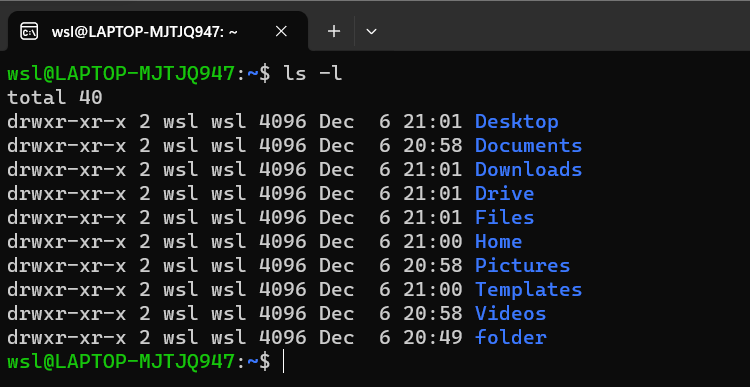 wsl@LAPTOP-MJTJQ947: ~
wsl@LAPTOP-MJTJQ947:~$ ls -l
total 40
drwxr-xr-x 2 wsl wsl 4096 Dec  6 21:01 Desktop
drwxr-xr-x 2 wsl wsl 4096 Dec  6 20:58 Documents
drwxr-xr-x 2 wsl wsl 4096 Dec  6 21:01 Downloads
drwxr-xr-x 2 wsl wsl 4096 Dec  6 21:01 Drive
drwxr-xr-x 2 wsl wsl 4096 Dec  6 21:01 Files
drwxr-xr-x 2 wsl wsl 4096 Dec  6 21:00 Home
drwxr-xr-x 2 wsl wsl 4096 Dec  6 20:58 Pictures
drwxr-xr-x 2 wsl wsl 4096 Dec  6 21:00 Templates
drwxr-xr-x 2 wsl wsl 4096 Dec  6 20:58 Videos
drwxr-xr-x 2 wsl wsl 4096 Dec  6 20:49 folder
wsl@LAPTOP-MJTJQ947:~$